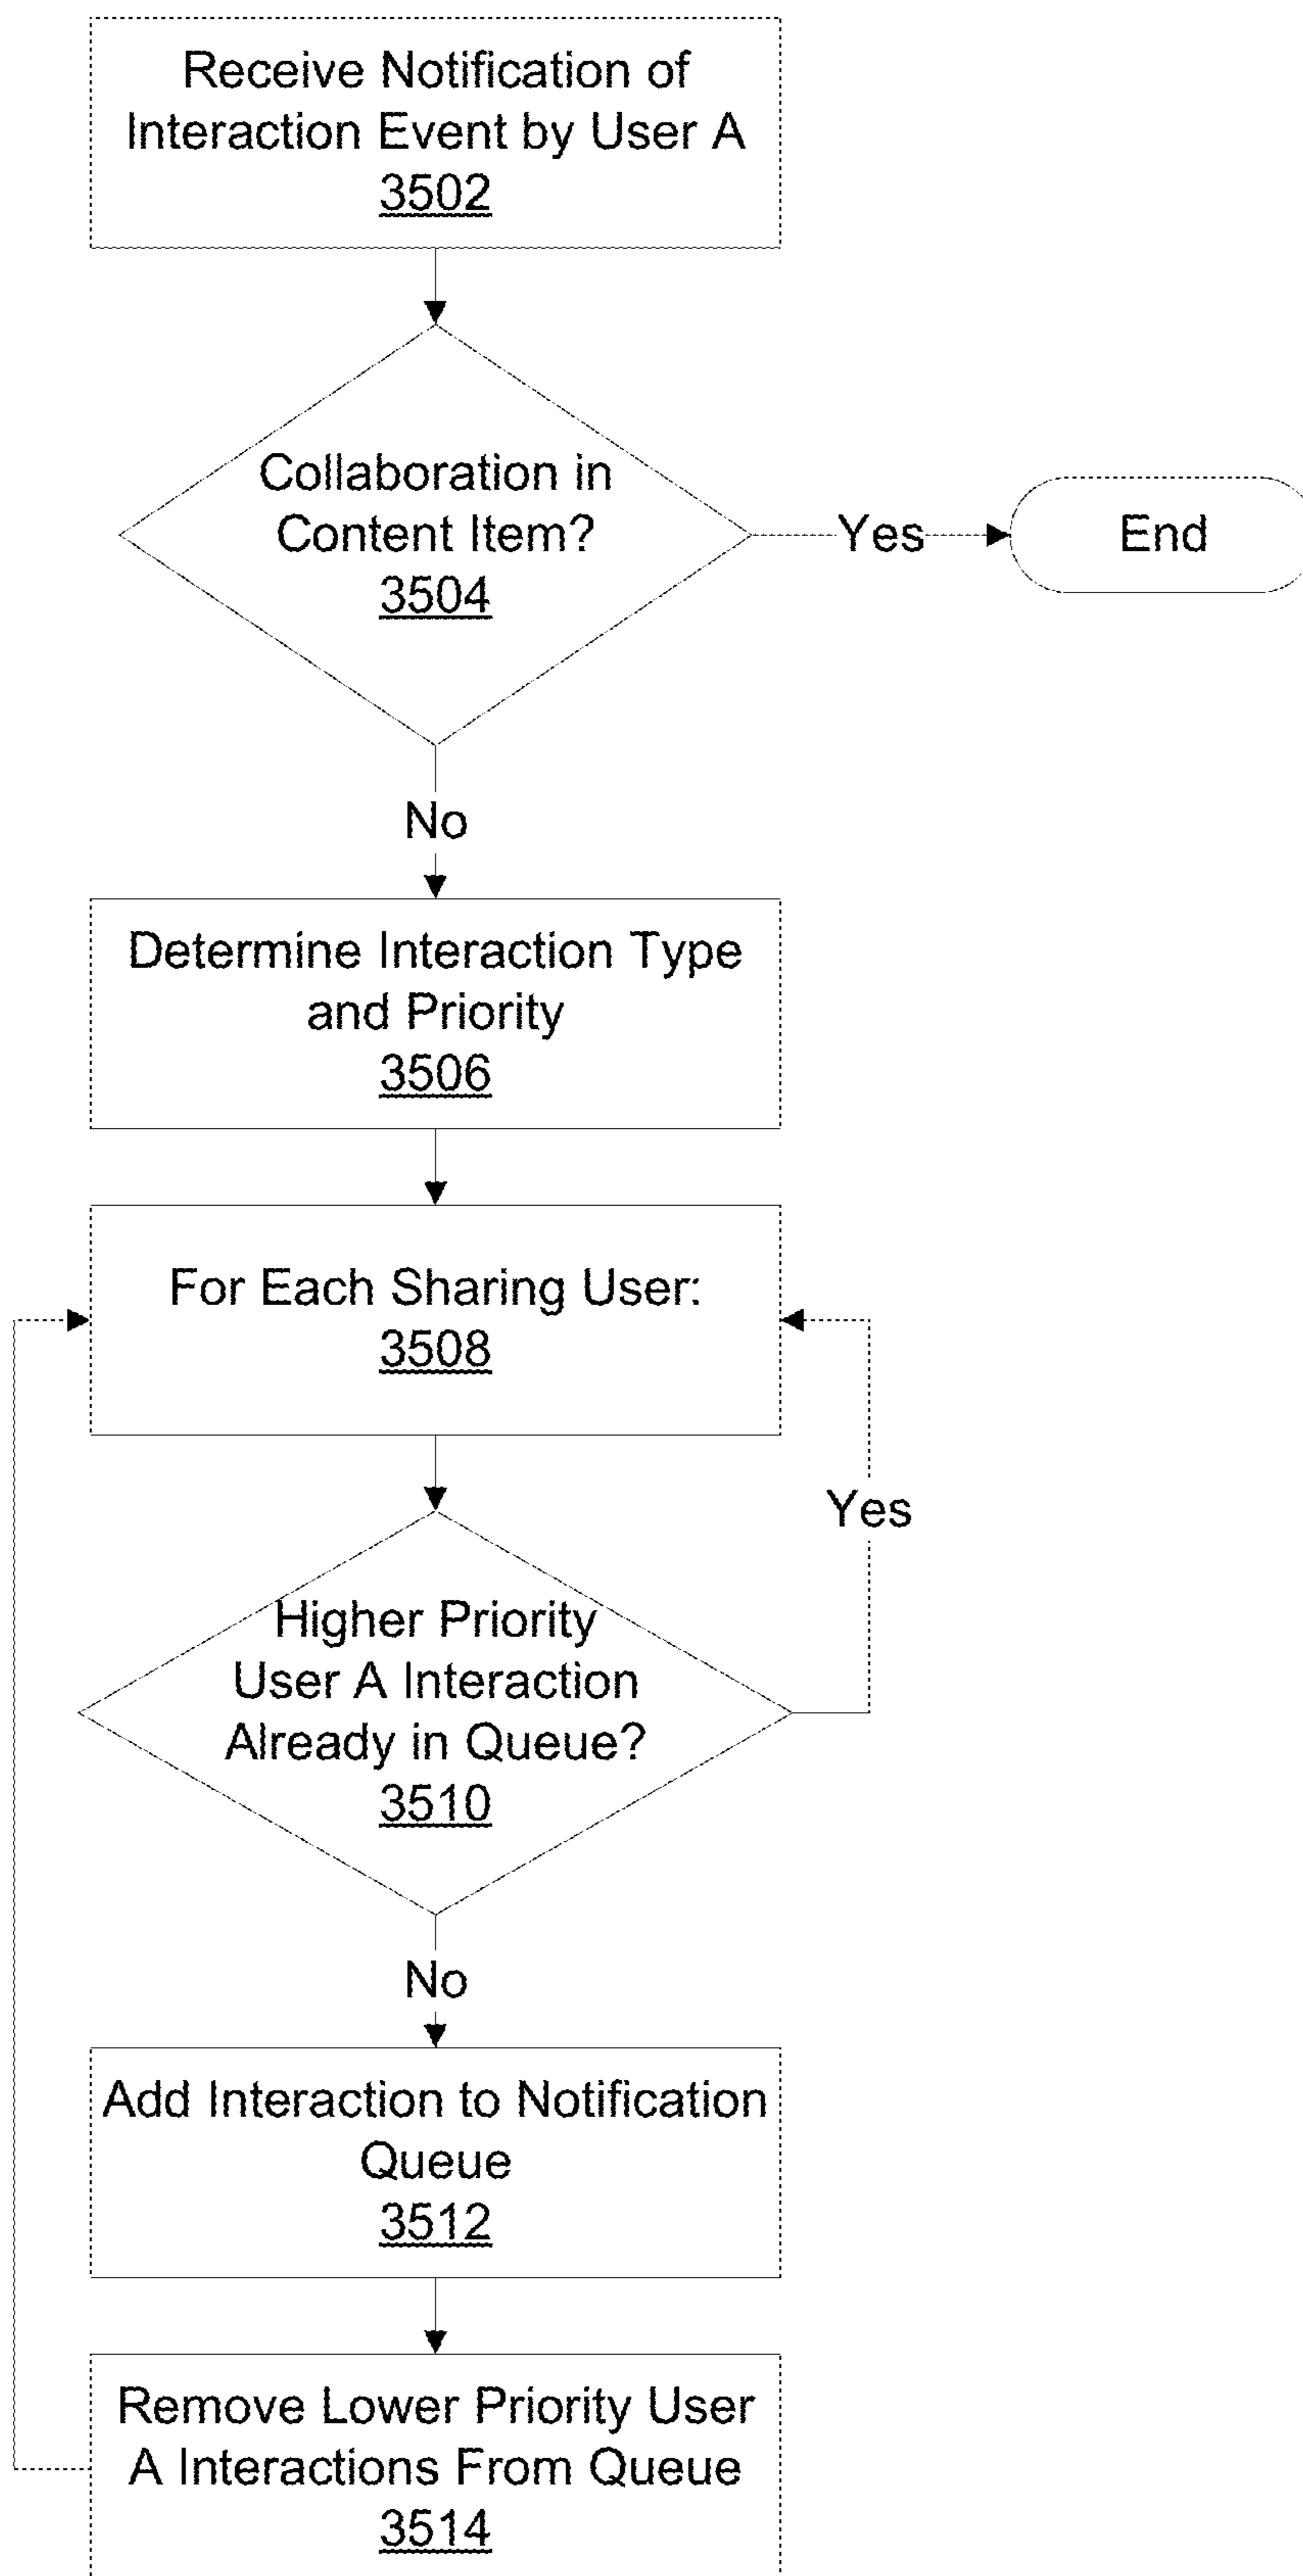 Receive Notification of
Interaction Event by User A
3502
Collaboration in
Content Item?
3504
Yes
End
No
Determine Interaction Type
and Priority
3506
For Each Sharing User:
3508
Yes
Higher Priority
User A Interaction
Already in Queue?
3510
No
Add Interaction to Notification
Queue
3512
Remove Lower Priority User
A Interactions From Queue
3514